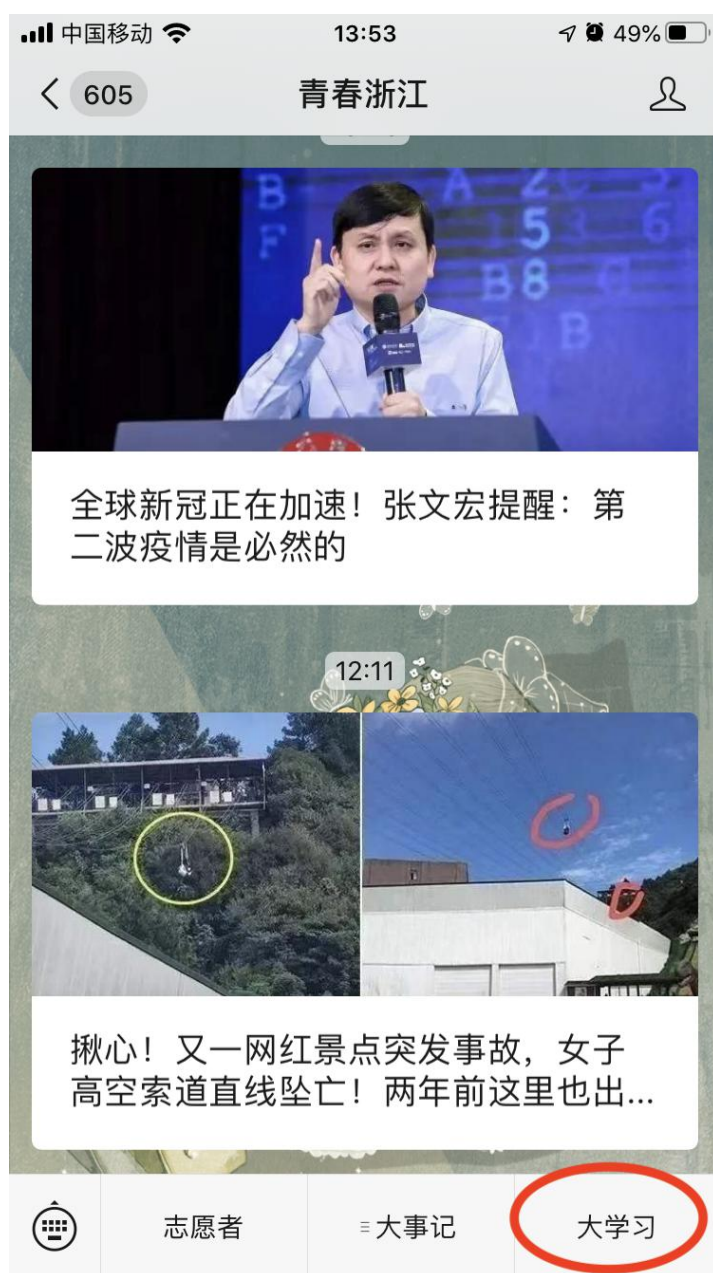 中国移动
13:53
49%
605
青春浙江
全球新冠正在加速！张文宏提醒：第
二波疫情是必然的
12:11
揪心！又一网红景点突发事故，女子
高空索道直线坠亡！两年前这里也出...
志愿者
大事记
大学习